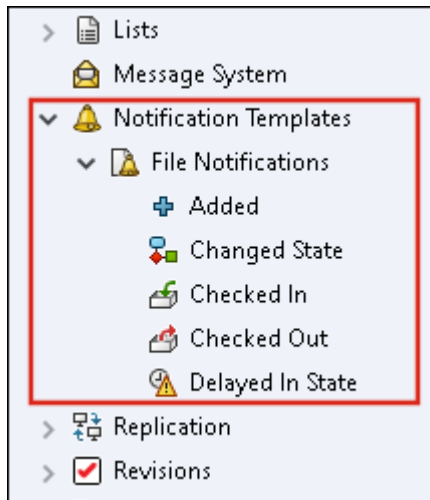 Lists
Message System
Notification Templates
File Notifications
Added
Changed State
Checked In
Checked Out
Delayed In State
Replication
Revisions